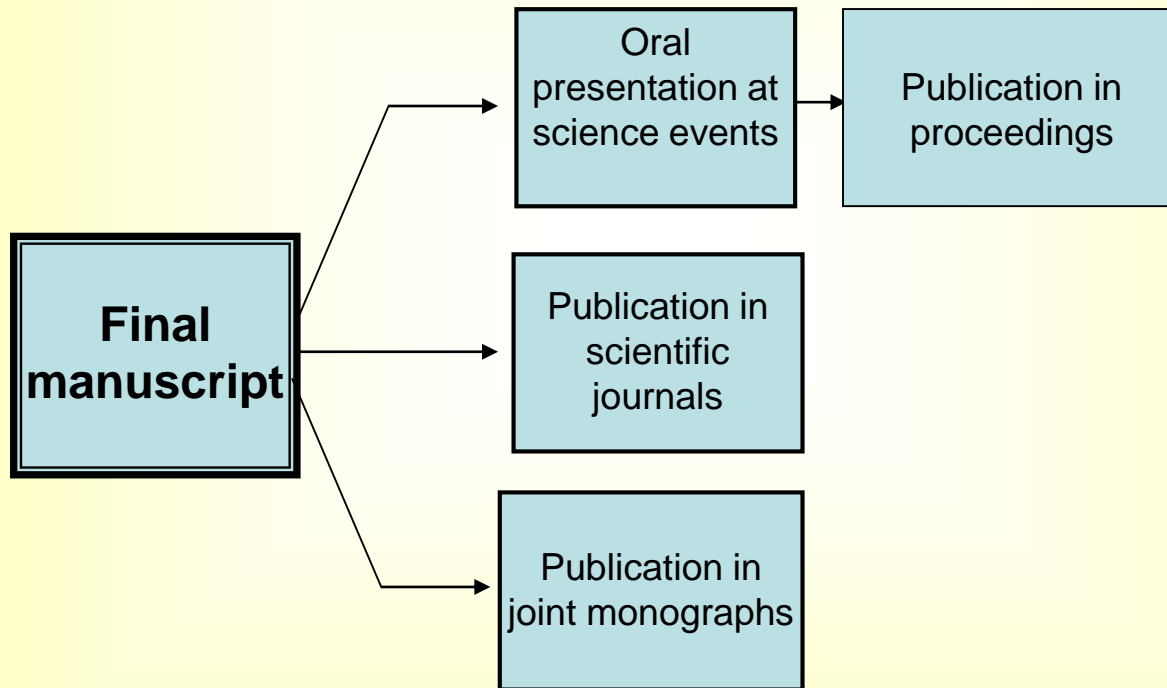 Final
manuscript
Oral
presentation at
science events
Publication in
proceedings
Publication in
scientific
journals
Publication in
joint monographs